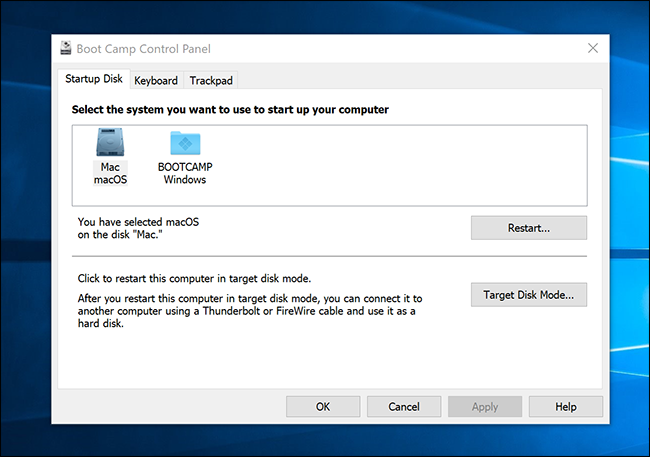 Boot Camp Control Panel
Startup Disk Keyboard Trackpad
Select the system you want to use to start up your computer
Mac
macOS
BOOTCAMP
Windows
You have selected macOS
on the disk "Mac."
Restart...
Click to restart this computer in target disk mode.
After you restart this computer in target disk mode, you can connect it to
another computer using a Thunderbolt or FireWire cable and use it as a
hard disk.
Target Disk Mode...
OK Cancel Apply Help